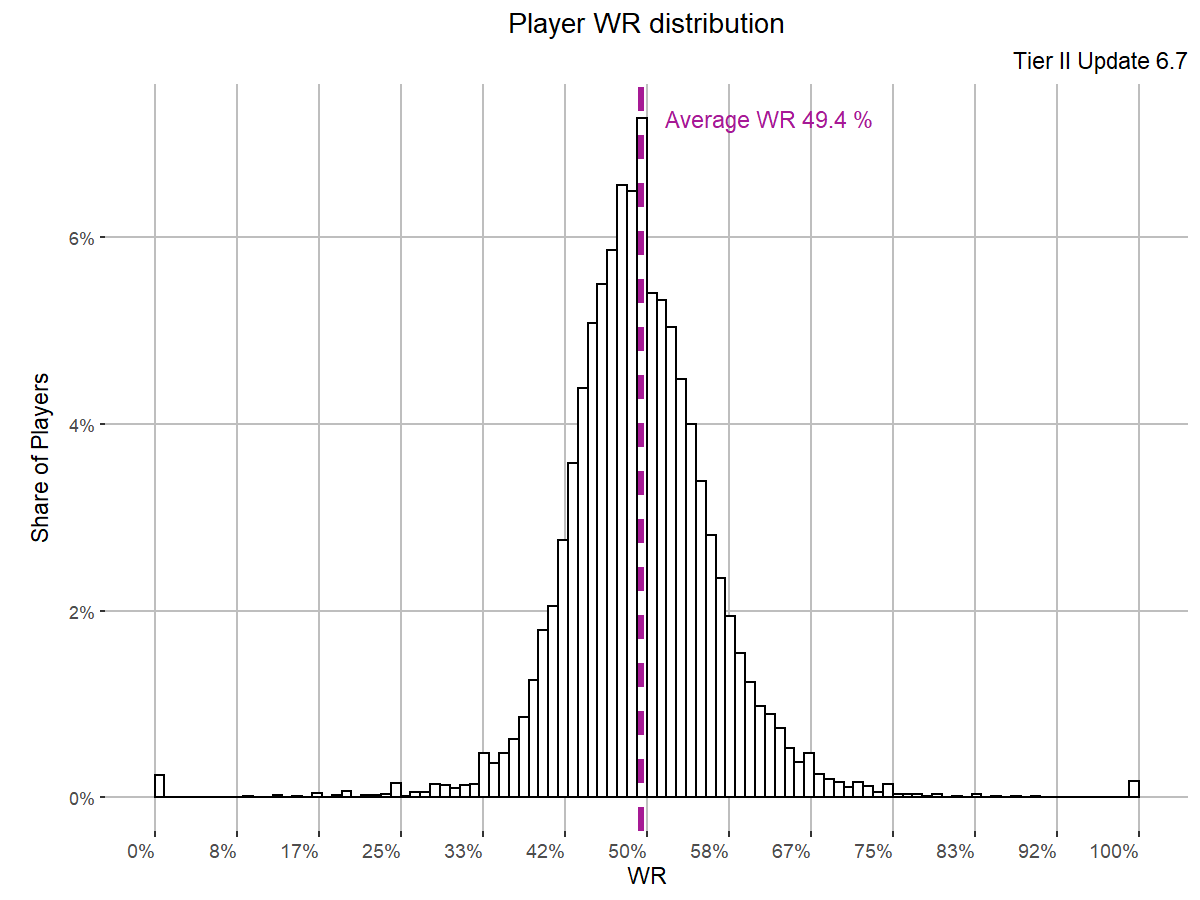 Player WR distribution
Tier II Update 6.7
Average WR 49.4 %
6%
4%
2%
0%
Share of Players
0% 8% 17% 25% 33% 42% 50% 58% 67% 75% 83% 92% 100%
WR